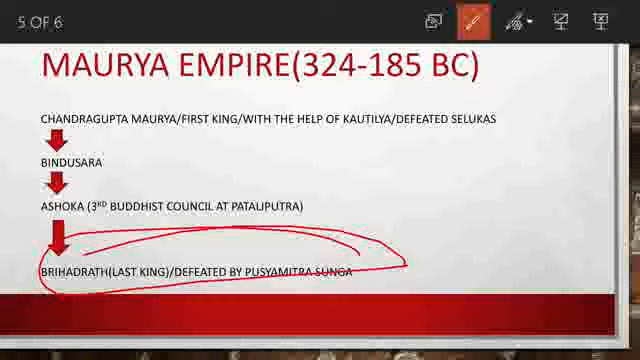 5 OF 6
MAURYA EMPIRE(324-185 BC)
CHANDRAGUPTA MAURYA/FIRST KING/WITH THE HELP OF KAUTILYA/DEFEATED SELUKAS
BINDUSARA
ASHOKA (3RD BUDDHIST COUNCIL AT PATALIPUTRA)
BRIHADRATH(LAST KING)/DEFEATED BY PUSYAMITRA SUNGA